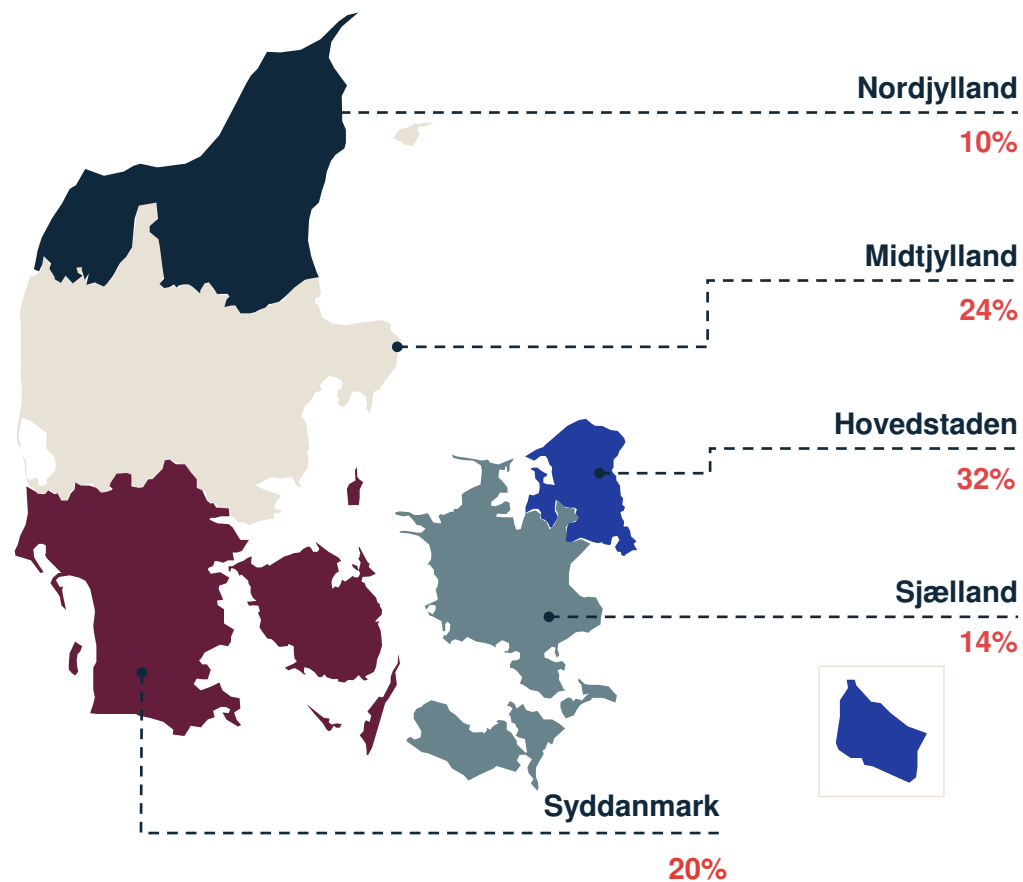 Nordjylland
10%
Midtjylland
24%
Hovedstaden
32%
Sjælland
14%
Syddanmark
20%